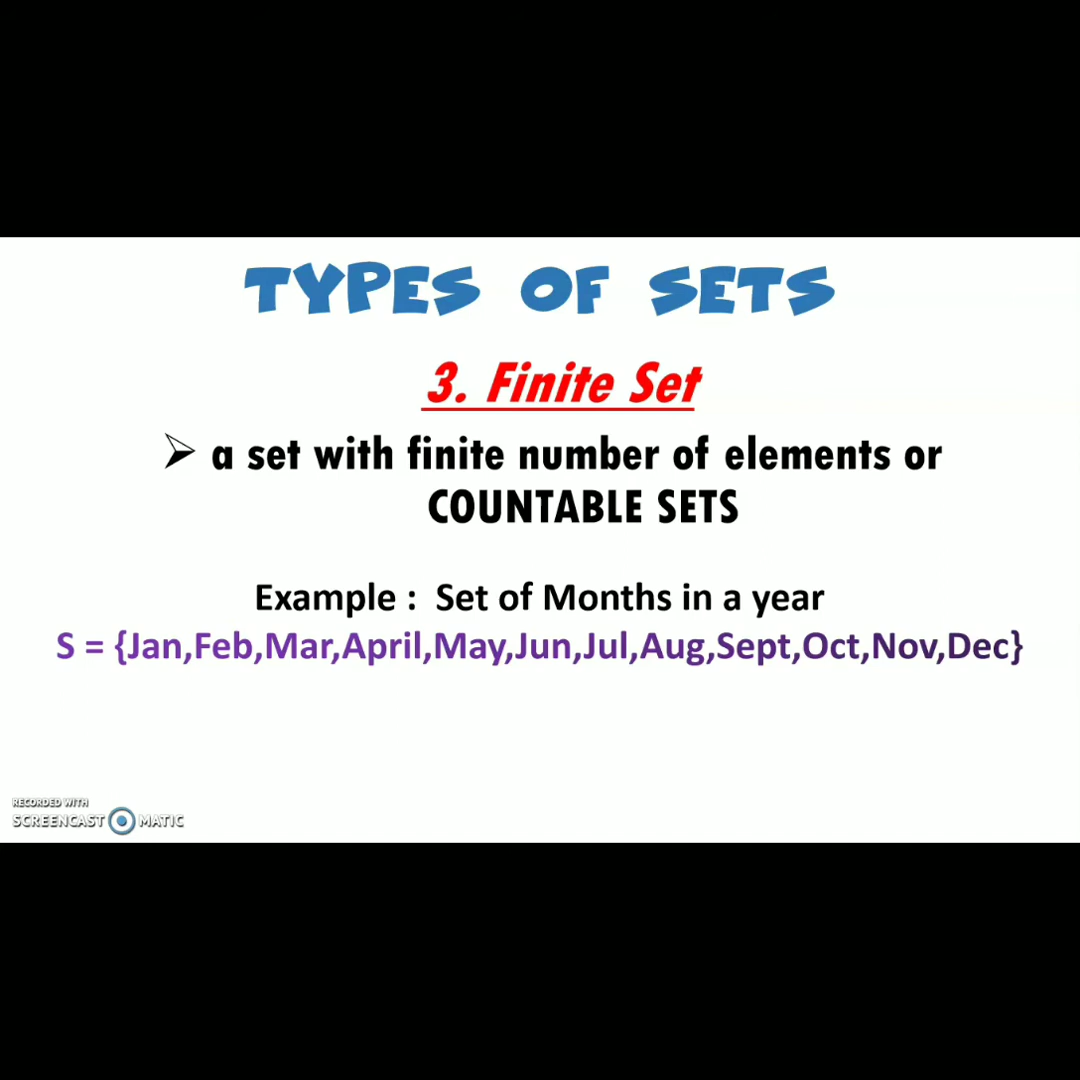 TYPES OF SETS
3. Finite Set
➢ a set with finite number of elements or
COUNTABLE SETS
Example : Set of Months in a year
S = {Jan,Feb,Mar,April,May,Jun,Jul,Aug,Sept,Oct,Nov,Dec}
RECORDED WITH
SCREENCAST MATIC